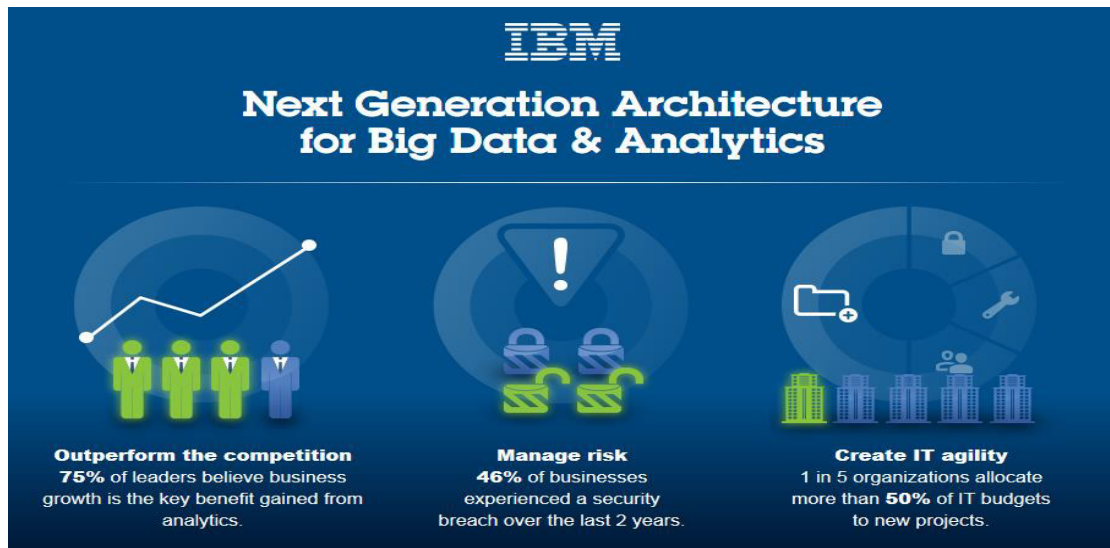 IBM
Next Generation Architecture
for Big Data & Analytics
Outperform the competition
75% of leaders believe business
growth is the key benefit gained from
analytics.
Manage risk
46% of businesses
experienced a security
breach over the last 2 years.
Create IT agility
1 in 5 organizations allocate
more than 50% of IT budgets
to new projects.